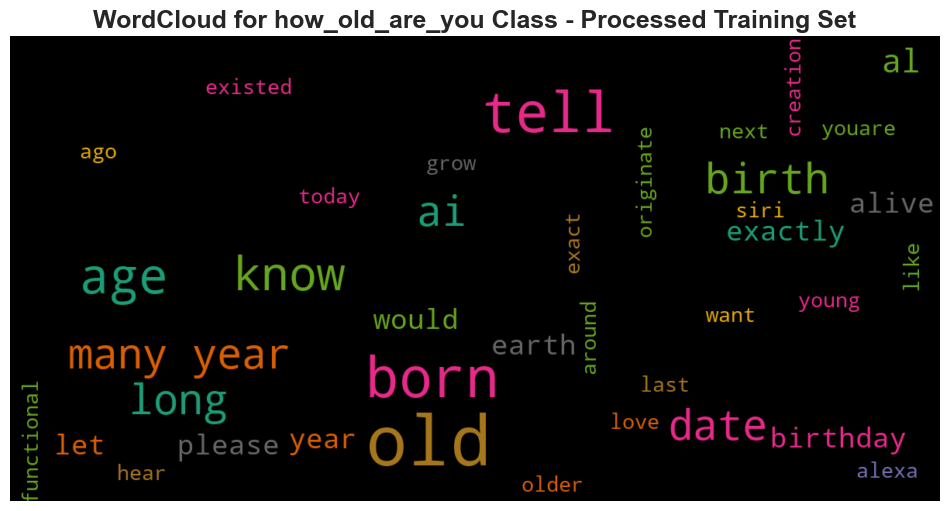 WordCloud for how_old_are_you Class - Processed Training Set
creation
al
existed
tell
next
youare
originate
ago
grow
birth
today
siri
alive
ai
exactly
exact
like
age
know
young
would
want
around
earth
many year
born
last
long
old
love
date
birthday
functional
let
please
year
hear
older
alexa